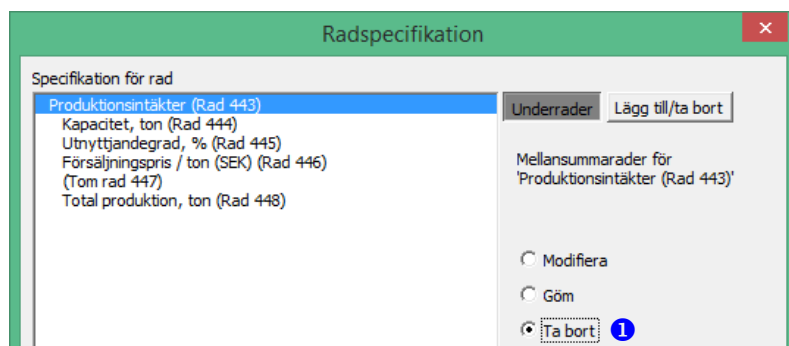 Radspecifikation
Specifikation för rad
Produktionsintäkter (Rad 443)
Kapacitet, ton (Rad 444)
Utnyttjandegrad, % (Rad 445)
Försäljningspris / ton (SEK) (Rad 446)
(Tom rad 447)
Total produktion, ton (Rad 448)
Underrader Lägg till/ta bort
Mellansummarader för
'Produktionsintäkter (Rad 443)'
Modifiera
Göm
Ta bort ❶